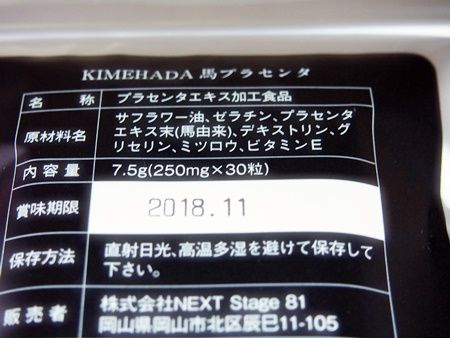 KIMEHADA 馬プラセンタ
名 称 プラセンタエキス加工食品
原材料名 サフラワー油、ゼラチン、プラセンタ
エキス末(馬由来)、デキストリン、グ
リセリン、ミツロウ、ビタミンE
内 容 量 7.5g(250mg×30粒)
賞味期限 2018.11
保存方法 直射日光、高温多湿を避けて保存して
下さい。
販 売 者 株式会社NEXT Stage 81
岡山県岡山市北区辰巳11-105